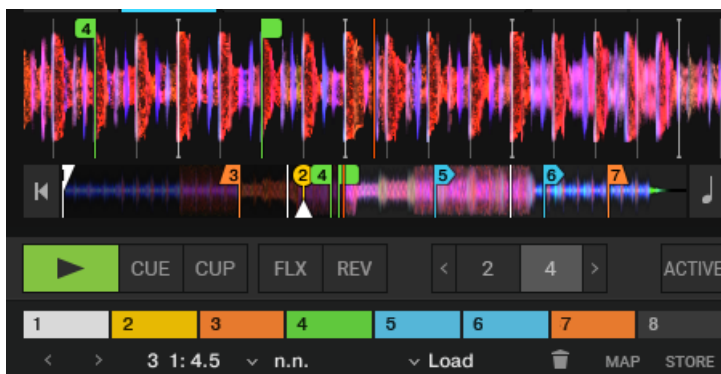 4
3 2 4 5 6 7
CUE CUP FLX REV < 2 4 > ACTIVE
1 2 3 4 5 6 7 8
< > 3 1:4.5 n.n. Load MAP STORE